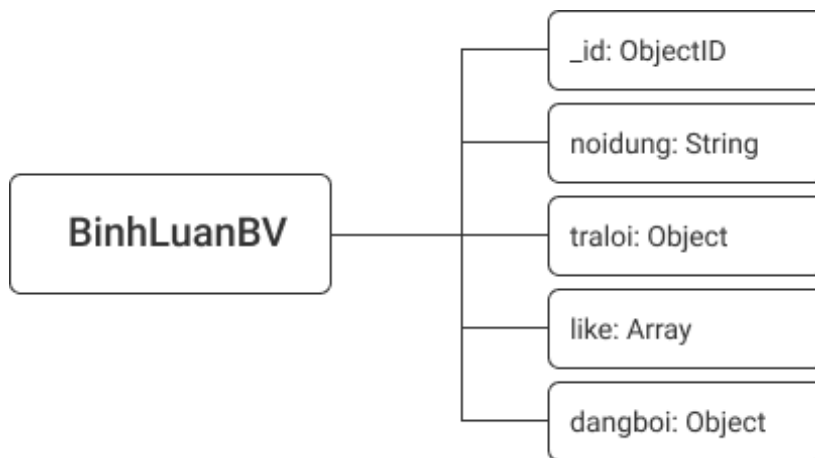 BinhLuanBV
_id: ObjectID
noidung: String
traloi: Object
like: Array
dangboi: Object